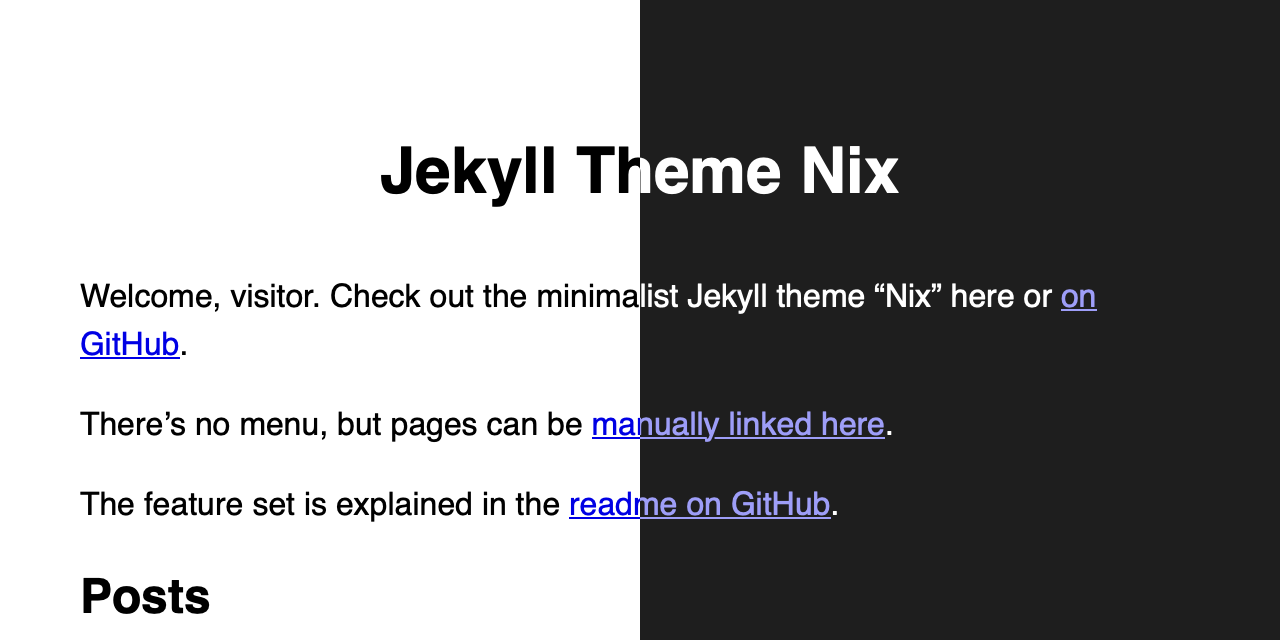 Jekyll Theme Nix
Welcome, visitor. Check out the minimalist Jekyll theme “Nix” here or on
GitHub.
There’s no menu, but pages can be manually linked here.
The feature set is explained in the readme on GitHub.
Posts